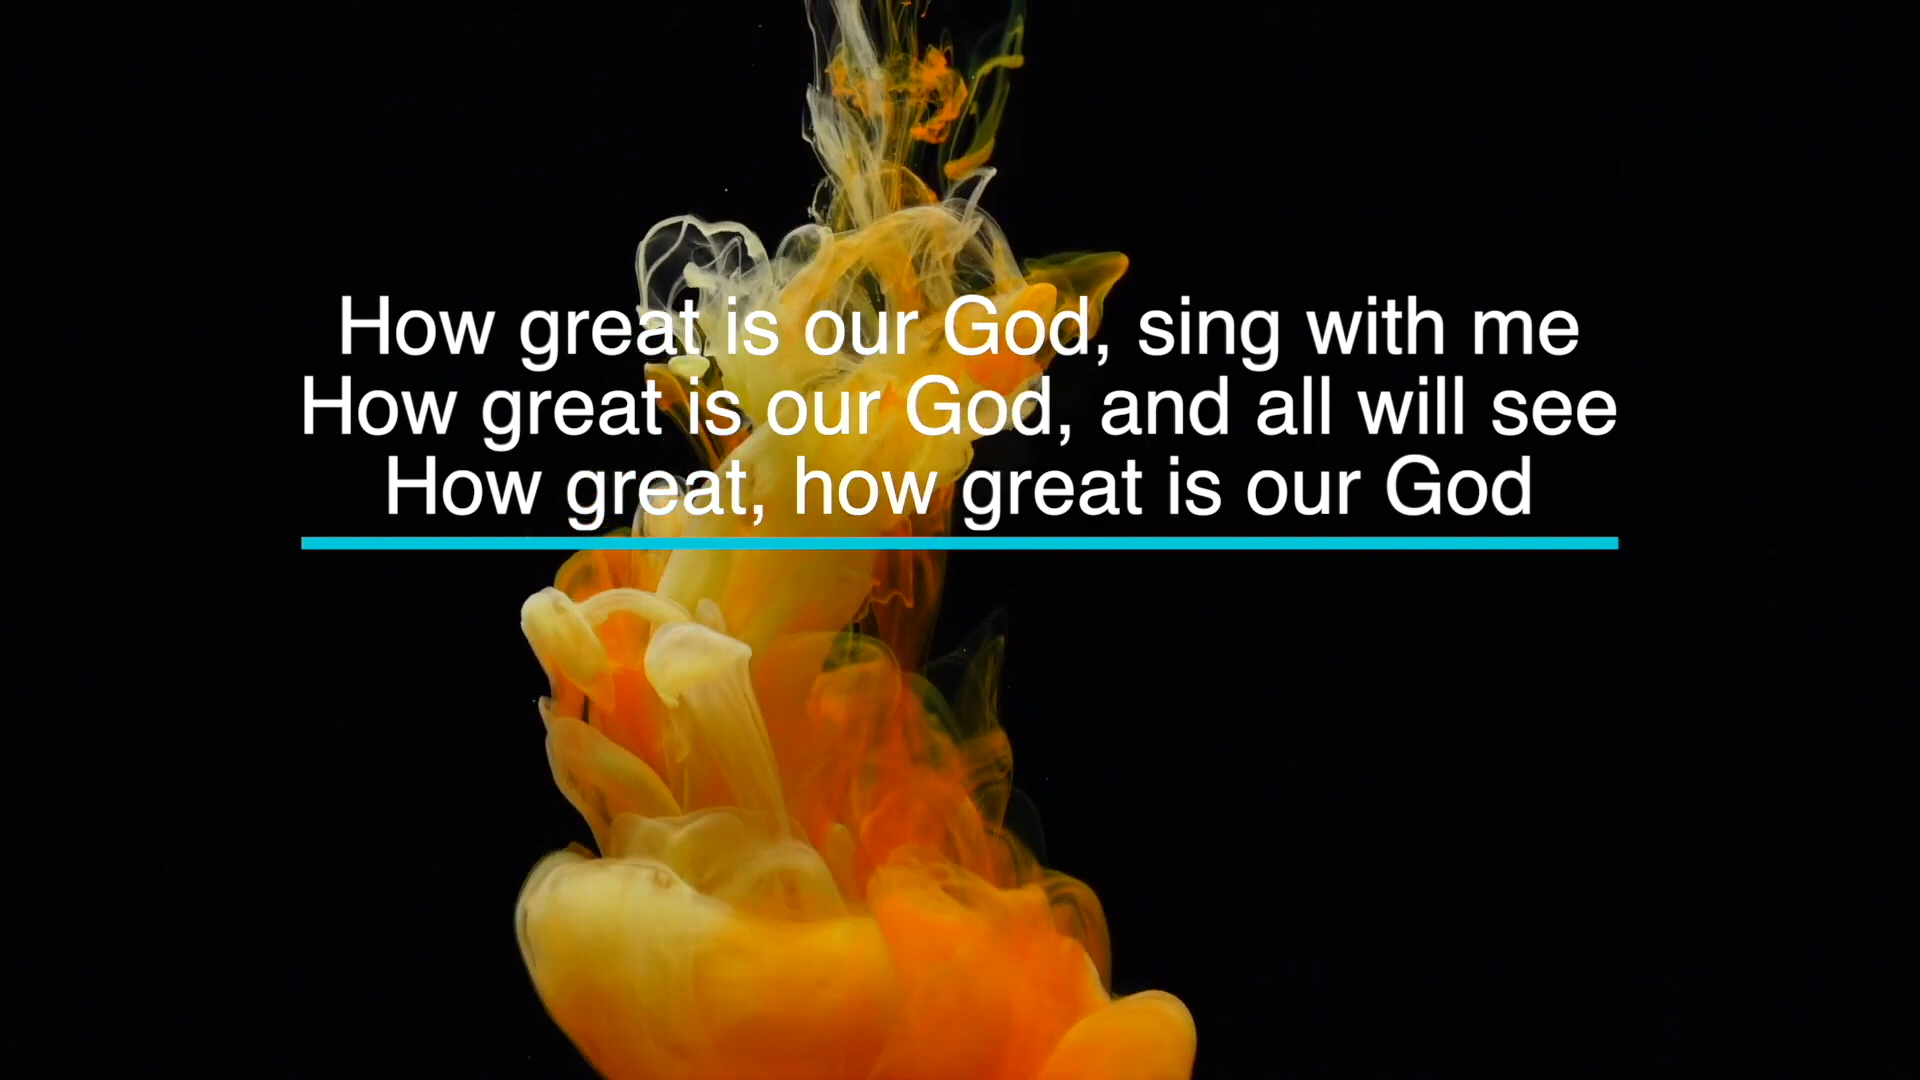 How great is our God, sing with me
How great is our God, and all will see
How great, how great is our God